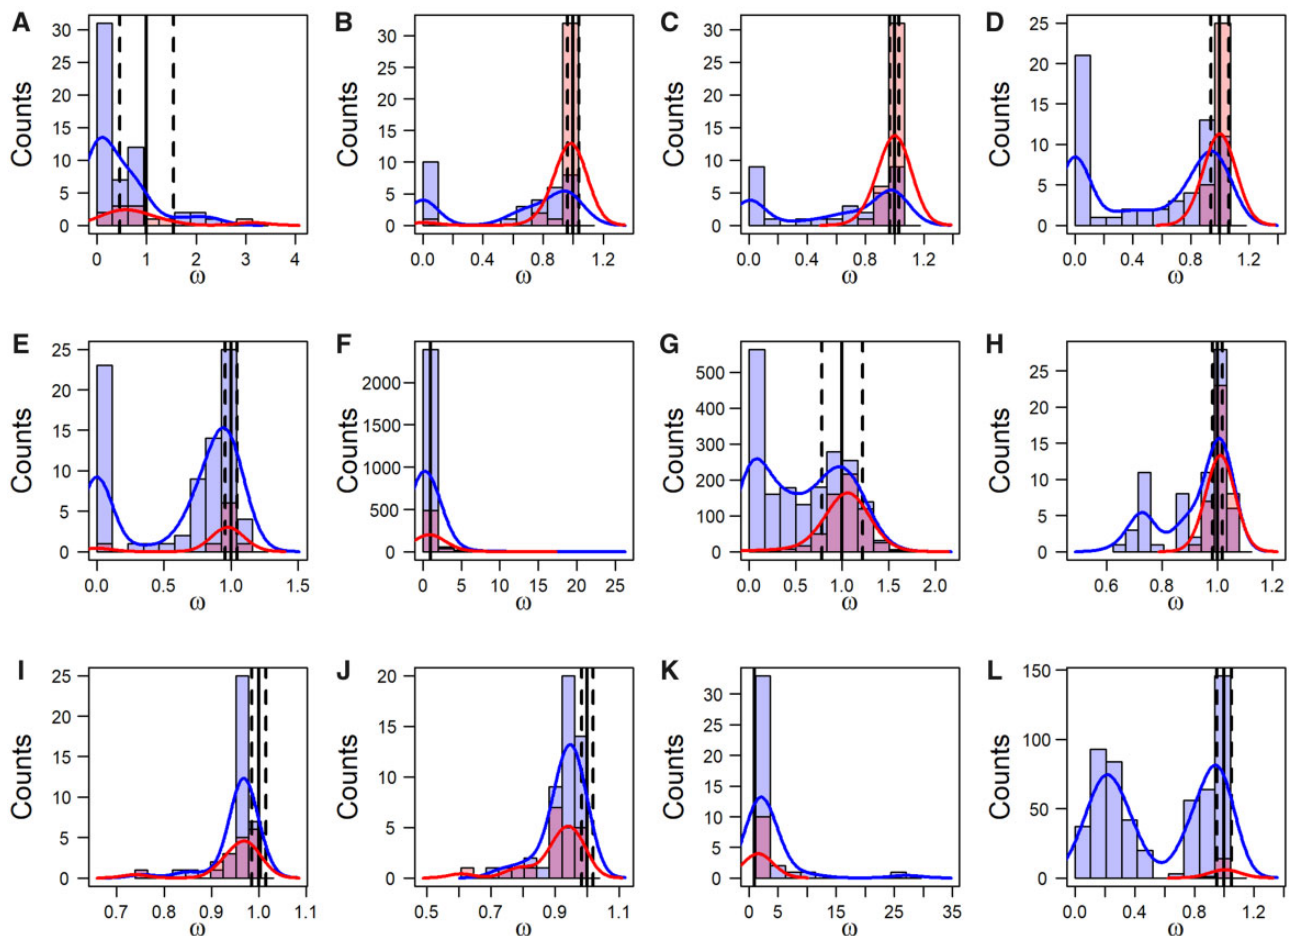 A B C D
Counts Counts Counts Counts
30 30 30 25
25 25 25 20
20 20 20 15
15 15 15 10
10 10 10 5
5 5 5 0
0 0 0
0 1 2 3 4 0.0 0.4 0.8 1.2 0.0 0.4 0.8 1.2 0.0 0.4 0.8 1.2
ω ω ω ω
E F G H
Counts Counts Counts Counts
25 2000 500 25
20 1500 400 20
15 1000 300 15
10 500 200 10
5 0 100 5
0 0 0
0.0 0.5 1.0 1.5 0 5 10 15 20 25 0.0 0.5 1.0 1.5 2.0 0.6 0.8 1.0 1.2
ω ω ω ω
I J K L
Counts Counts Counts Counts
25 20 30 150
20 15 25 100
15 10 20 50
10 5 15 0
5 0 10
0 5
0
0.7 0.8 0.9 1.0 1.1 0.5 0.7 0.9 1.1 0 5 15 25 35 0.0 0.4 0.8 1.2
ω ω ω ω